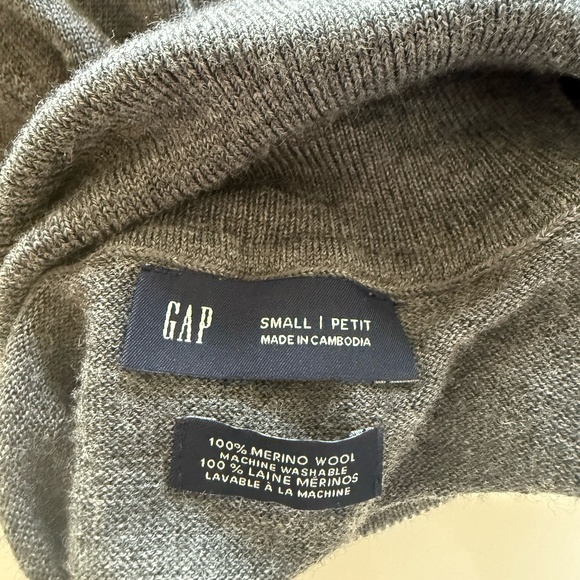 GAP
SMALL | PETIT
MADE IN CAMBODIA
100% MERINO WOOL
MACHINE WASHABLE
100 % LAINE MÉRINOS
LAVABLE À LA MACHINE